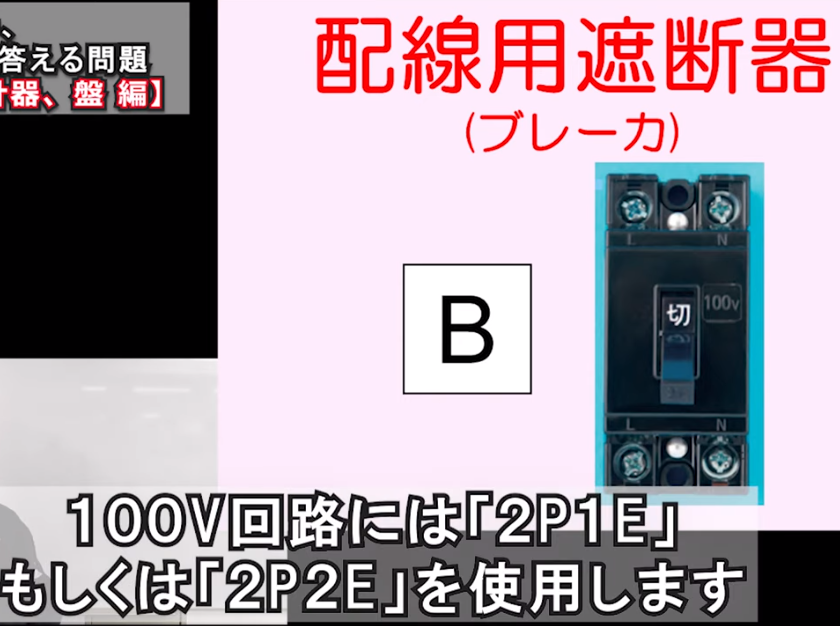 答える問題
計器、盤 編】
配線用遮断器
(ブレーカ)
L N
切
100v
B
L N
100V回路には「2P1E」
もしくは「2P2E」を使用します